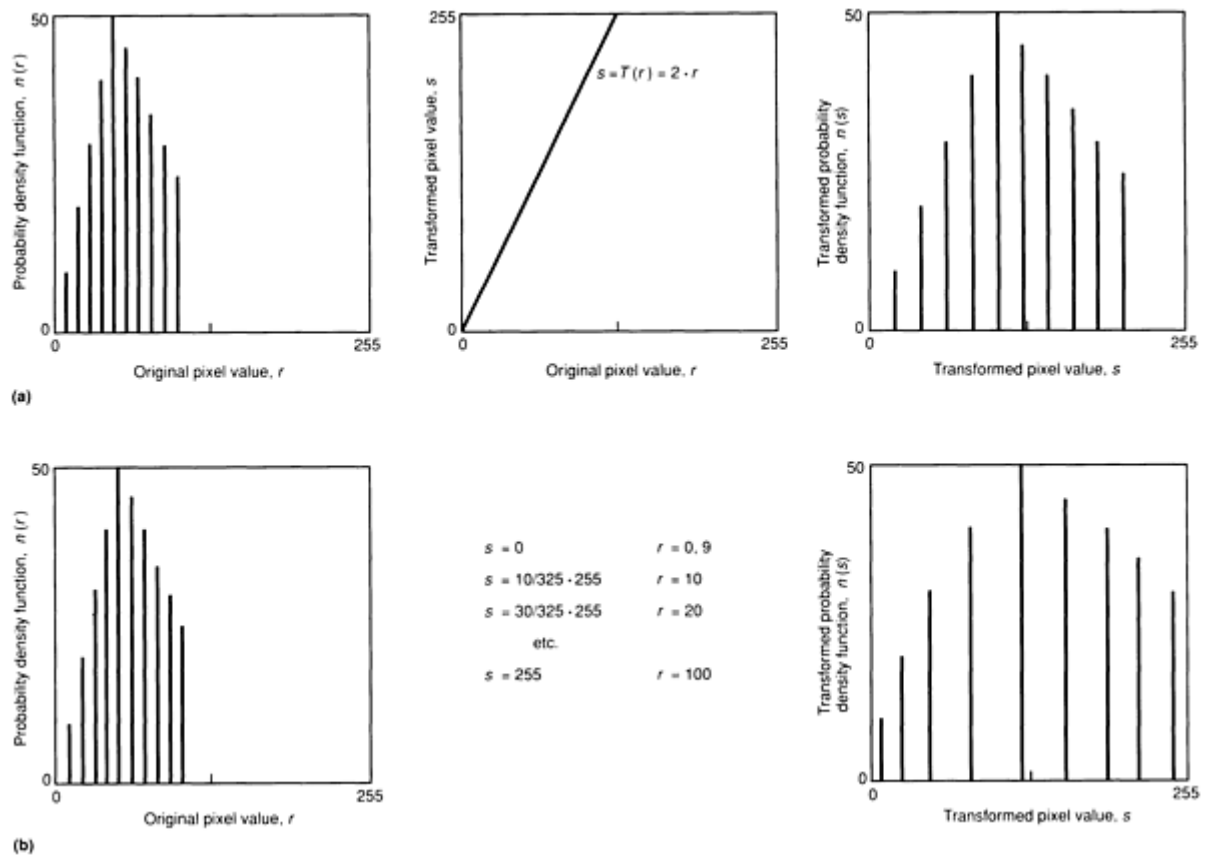 50
Probability density function, n(r)
0
0
255
Original pixel value, r
255
Transformed pixel value, s
s = T(r) = 2 · r
0
0
255
Original pixel value, r
50
Transformed probability
density function, n(s)
0
0
255
Transformed pixel value, s
(a)
50
Probability density function, n(r)
0
0
255
Original pixel value, r
s = 0 r = 0, 9
s = 10/325 · 255 r = 10
s = 30/325 · 255 r = 20
etc.
s = 255 r = 100
50
Transformed probability
density function, n(s)
0
0
255
Transformed pixel value, s
(b)